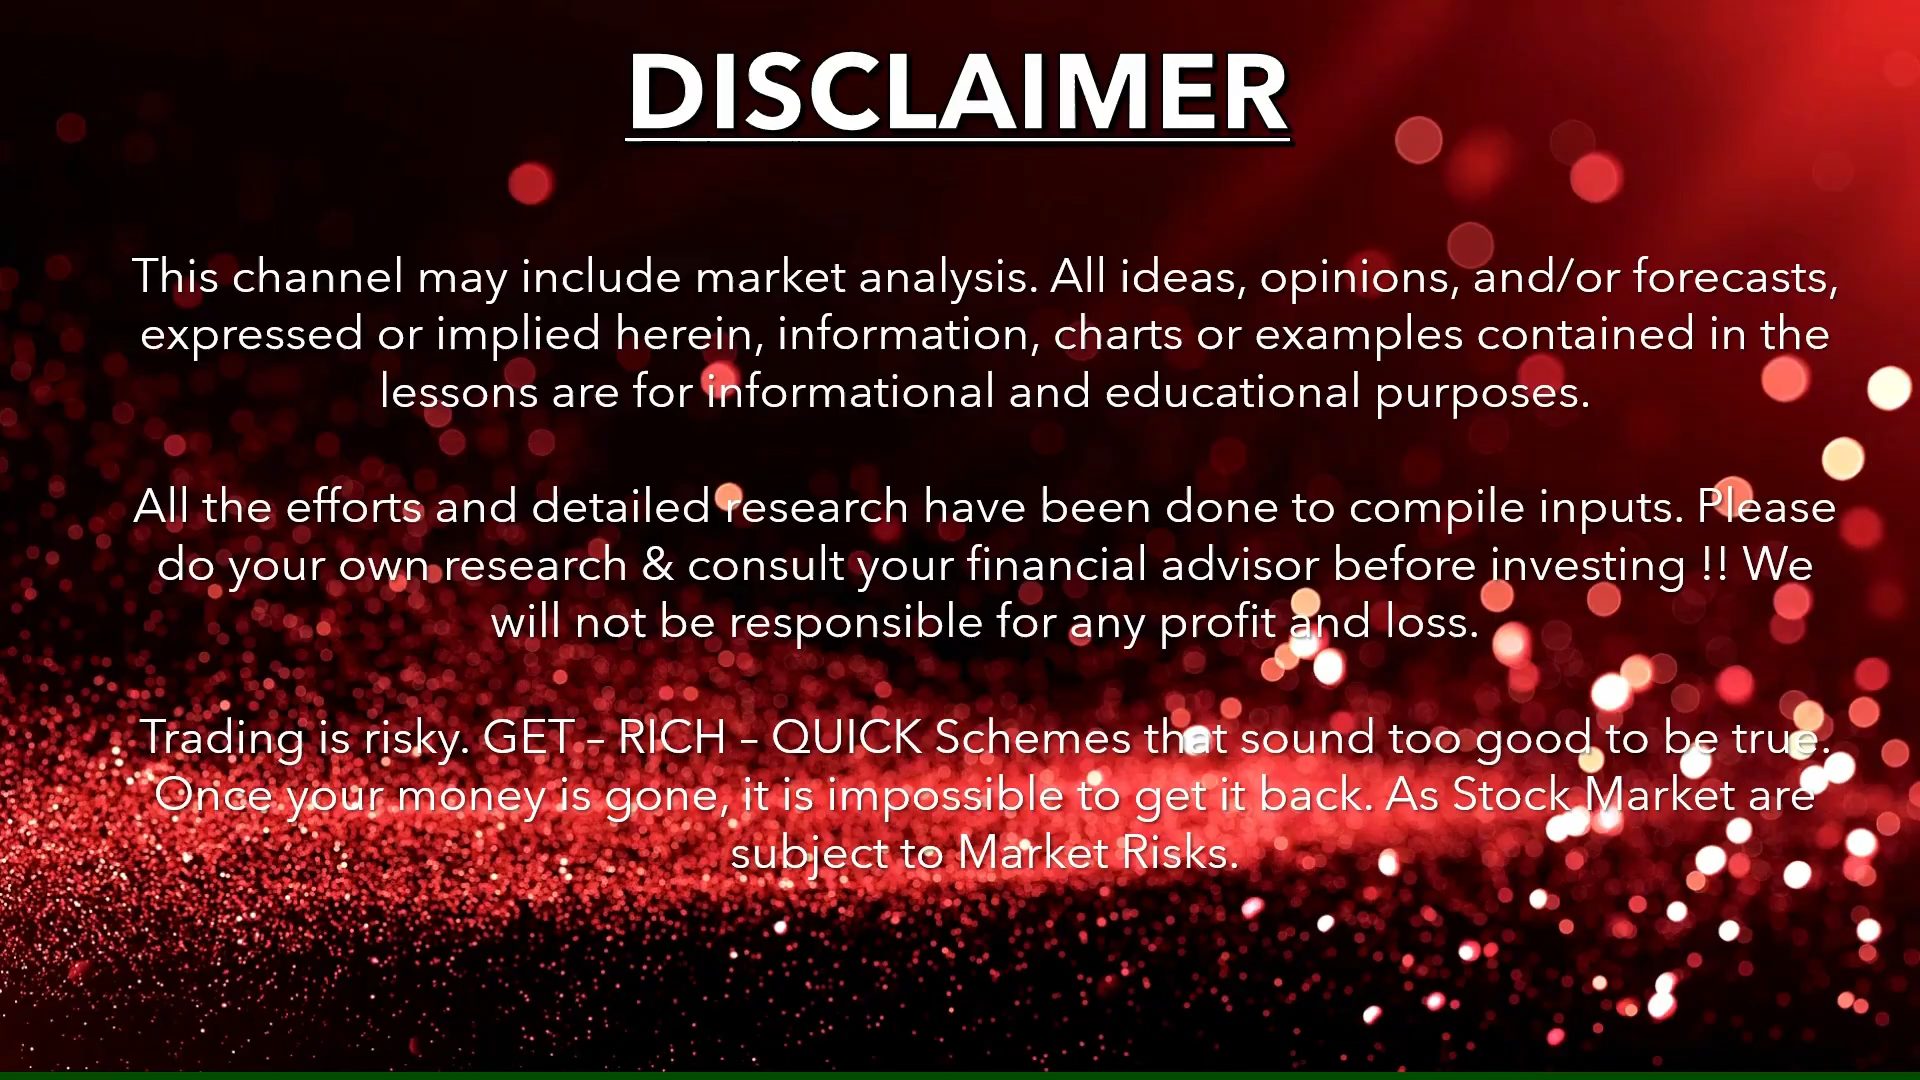 DISCLAIMER
This channel may include market analysis. All ideas, opinions, and/or forecasts,
expressed or implied herein, information, charts or examples contained in the
lessons are for informational and educational purposes.
All the efforts and detailed research have been done to compile inputs. Please
do your own research & consult your financial advisor before investing !! We
will not be responsible for any profit and loss.
Trading is risky. GET – RICH – QUICK Schemes that sound too good to be true.
Once your money is gone, it is impossible to get it back. As Stock Market are
subject to Market Risks.